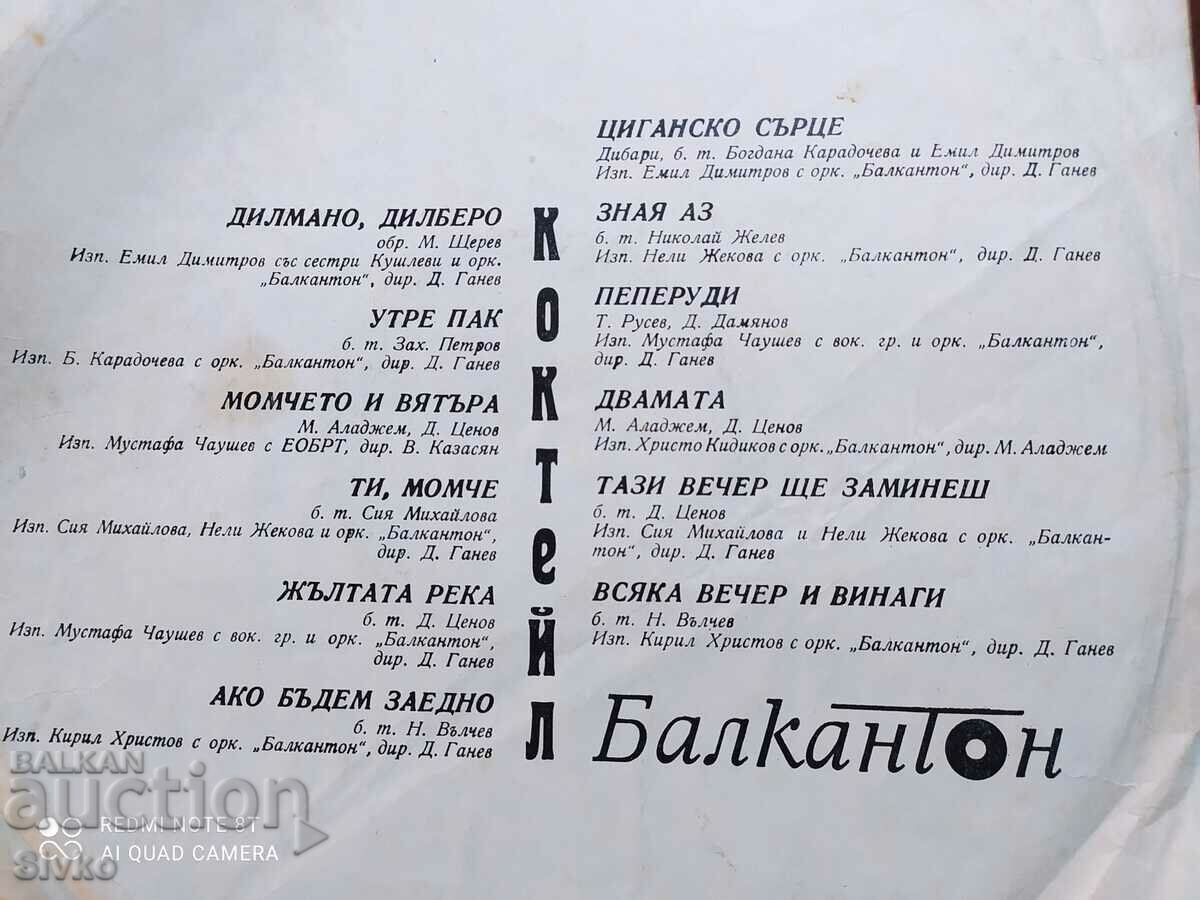 ДИЛМАНО, ДИЛБЕРО
обр. М. Щерев
Изп. Емил Димитров със сестри Кушлеви и орк.
„Балкантон“, дир. Д. Ганев
УТРЕ ПАК
б. т. Зах. Петров
Изп. Б. Карадочева с орк. „Балкантон“, дир. Д. Ганев
МОМЧЕТО И ВЯТЪРА
М. Аладжем, Д. Ценов
Изп. Мустафа Чаушев с ЕОБРТ, дир. В. Казасян
ТИ, МОМЧЕ
б. т. Сия Михайлова
Изп. Сия Михайлова, Нели Жекова и орк. „Балкантон“,
дир. Д. Ганев
ЖЪЛТАТА РЕКА
б. т. Д. Ценов
Изп. Мустафа Чаушев с вок. гр. и орк. „Балкантон“,
дир. Д. Ганев
АКО БЪДЕМ ЗАЕДНО
б. т. Н. Вълчев
Изп. Кирил Христов с орк. „Балкантон“, дир. Д. Ганев
КОКТЕЙЛ
ЦИГАНСКО СЪРЦЕ
Дибари, б. т. Богдана Карадочева и Емил Димитров
Изп. Емил Димитров с орк. „Балкантон“, дир. Д. Ганев
ЗНАЯ АЗ
б. т. Николай Желев
Изп. Нели Жекова с орк. „Балкантон“, дир. Д. Ганев
ПЕПЕРУДИ
Т. Русев, Д. Дамянов
Изп. Мустафа Чаушев с вок. гр. и орк. „Балкантон“,
дир. Д. Ганев
ДВАМАТА
М. Аладжем, Д. Ценов
Изп. Христо Кидиков с орк. „Балкантон“, дир. М. Аладжем
ТАЗИ ВЕЧЕР ЩЕ ЗАМИНЕШ
б. т. Д. Ценов
Изп. Сия Михайлова и Нели Жекова с орк. „Балкан-
тон“, дир. Д. Ганев
ВСЯКА ВЕЧЕР И ВИНАГИ
б. т. Н. Вълчев
Изп. Кирил Христов с орк. „Балкантон“, дир. Д. Ганев
Балкантон
BALKAN
auction
REDMI NOTE 8T
AI QUAD CAMERA
Sivko